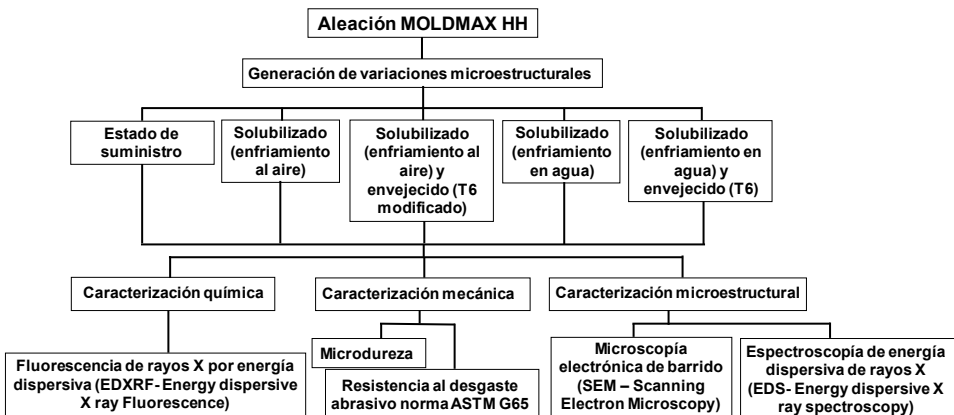 Aleación MOLDMAX HH
Generación de variaciones microestructurales
Estado de
suministro
Solubilizado
(enfriamiento
al aire)
Solubilizado
(enfriamiento al
aire) y
envejecido (T6
modificado)
Solubilizado
(enfriamiento
en agua)
Solubilizado
(enfriamiento en
agua) y
envejecido (T6)
Caracterización química
Caracterización mecánica
Caracterización microestructural
Fluorescencia de rayos X por energía
dispersiva (EDXRF- Energy dispersive
X ray Fluorescence)
Microdureza
Resistencia al desgaste
abrasivo norma ASTM G65
Microscopía
electrónica de barrido
(SEM – Scanning
Electron Microscopy)
Espectroscopía de energía
dispersiva de rayos X
(EDS- Energy dispersive X
ray spectroscopy)